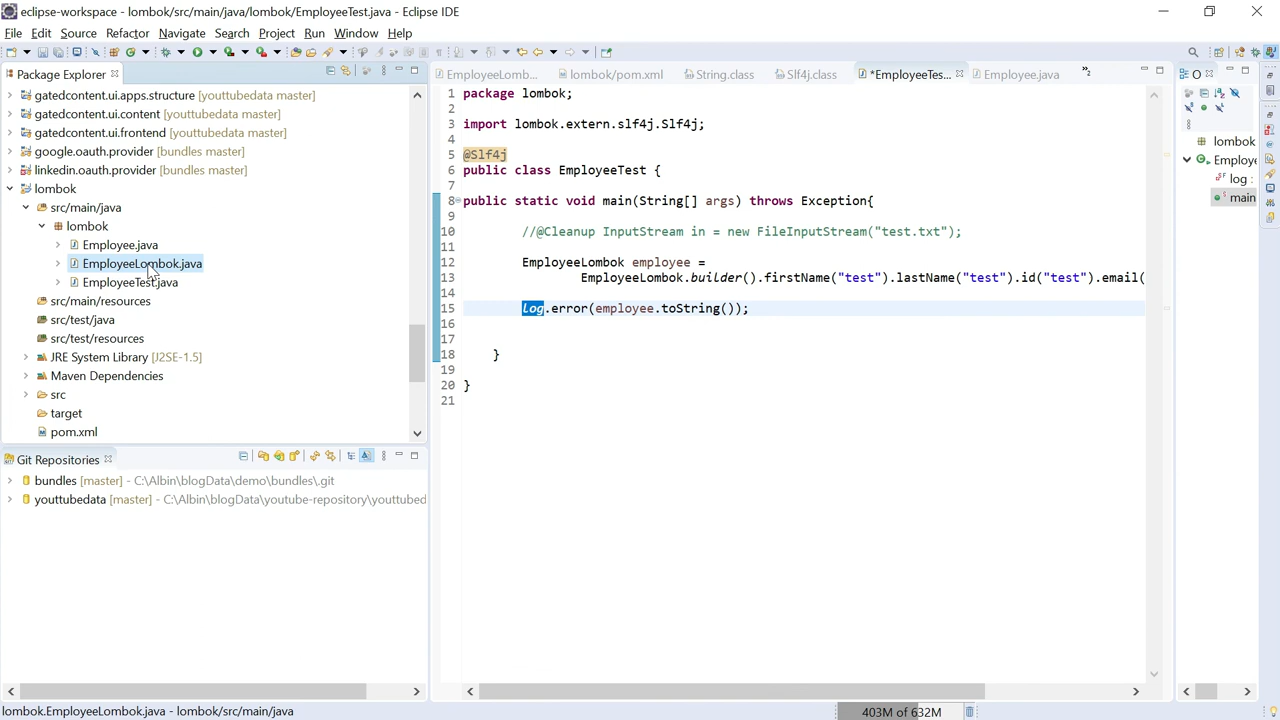 eclipse-workspace - lombok/src/main/java/lombok/EmployeeTest.java - Eclipse IDE
File Edit Source Refactor Navigate Search Project Run Window Help
Package Explorer
gatedcontent.ui.apps.structure [youttubedata master]
gatedcontent.ui.content [youttubedata master]
gatedcontent.ui.frontend [youttubedata master]
google.oauth.provider [bundles master]
linkedin.oauth.provider [bundles master]
lombok
src/main/java
lombok
Employee.java
EmployeeLombok.java
EmployeeTest.java
src/main/resources
src/test/java
src/test/resources
JRE System Library [J2SE-1.5]
Maven Dependencies
src
target
pom.xml
Git Repositories
bundles [master] - C:\Albin\blogData\demo\bundles\.git
youttubedata [master] - C:\Albin\blogData\youtube-repository\youttubed
EmployeeLomb... lombok/pom.xml String.class Slf4j.class *EmployeeTes... Employee.java »2
1 package lombok;
2
3 import lombok.extern.slf4j.Slf4j;
4
5 @Slf4j
6 public class EmployeeTest {
7
8 public static void main(String[] args) throws Exception{
9
10 //@Cleanup InputStream in = new FileInputStream("test.txt");
11
12 EmployeeLombok employee =
13 EmployeeLombok.builder().firstName("test").lastName("test").id("test").email(
14
15 log.error(employee.toString());
16
17
18 }
19
20 }
21
O
lombok
Employe
log :
main
lombok.EmployeeLombok.java - lombok/src/main/java
403M of 632M